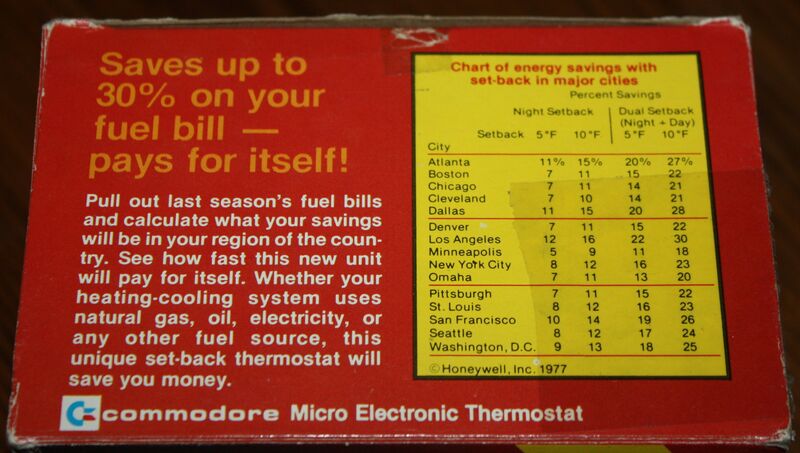 Saves up to
30% on your
fuel bill —
pays for itself!
Pull out last season's fuel bills
and calculate what your savings
will be in your region of the coun-
try. See how fast this new unit
will pay for itself. Whether your
heating-cooling system uses
natural gas, oil, electricity, or
any other fuel source, this
unique set-back thermostat will
save you money.
Chart of energy savings with
set-back in major cities
Percent Savings
Night Setback Dual Setback
(Night + Day)
Setback 5°F 10°F 5°F 10°F
City
Atlanta 11% 15% 20% 27%
Boston 7 11 15 22
Chicago 7 11 14 21
Cleveland 7 10 14 21
Dallas 11 15 20 28
Denver 7 11 15 22
Los Angeles 12 16 22 30
Minneapolis 5 9 11 18
New York City 8 12 16 23
Omaha 7 11 13 20
Pittsburgh 7 11 15 22
St. Louis 8 12 16 23
San Francisco 10 14 19 26
Seattle 8 12 17 24
Washington, D.C. 9 13 18 25
©Honeywell, Inc. 1977
commodore Micro Electronic Thermostat